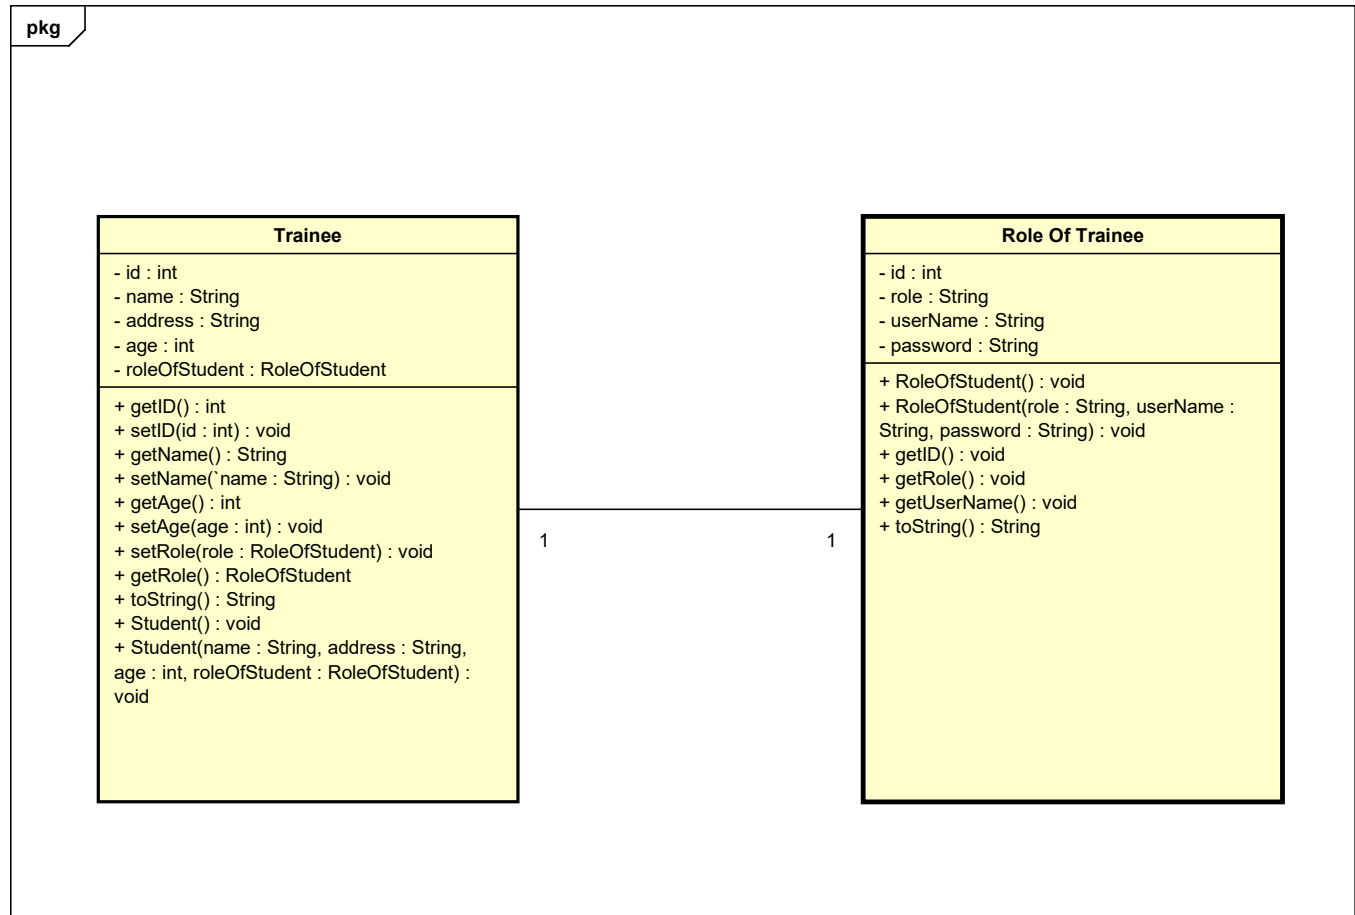 pkg
Trainee
- id : int
- name : String
- address : String
- age : int
- roleOfStudent : RoleOfStudent
+ getID() : int
+ setID(id : int) : void
+ getName() : String
+ setName(`name : String) : void
+ getAge() : int
+ setAge(age : int) : void
+ setRole(role : RoleOfStudent) : void
+ getRole() : RoleOfStudent
+ toString() : String
+ Student() : void
+ Student(name : String, address : String,
age : int, roleOfStudent : RoleOfStudent) :
void
1
1
Role Of Trainee
- id : int
- role : String
- userName : String
- password : String
+ RoleOfStudent() : void
+ RoleOfStudent(role : String, userName :
String, password : String) : void
+ getID() : void
+ getRole() : void
+ getUserName() : void
+ toString() : String